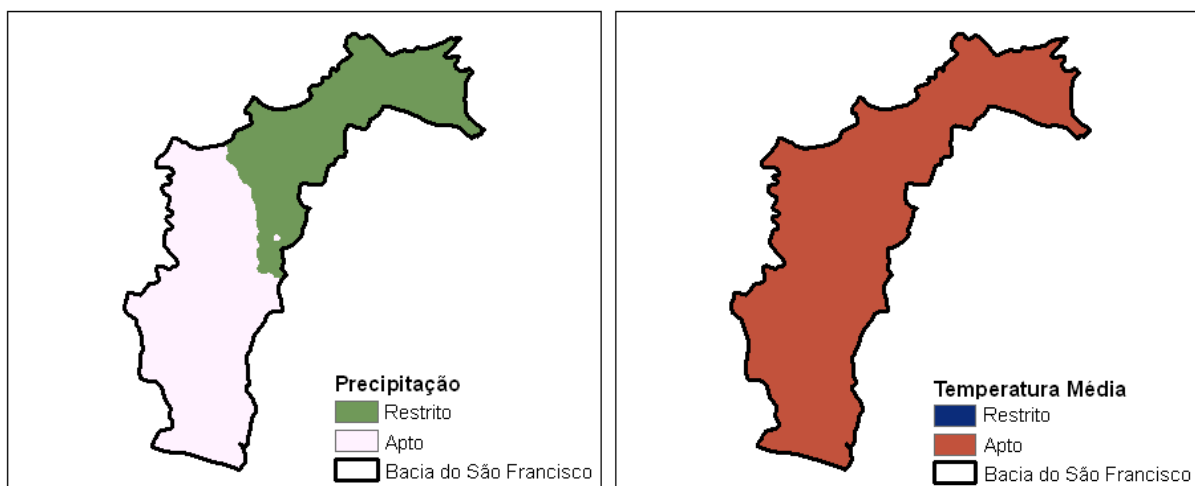 Precipitação
Restrito
Apto
Bacia do São Francisco
Temperatura Média
Restrito
Apto
Bacia do São Francisco